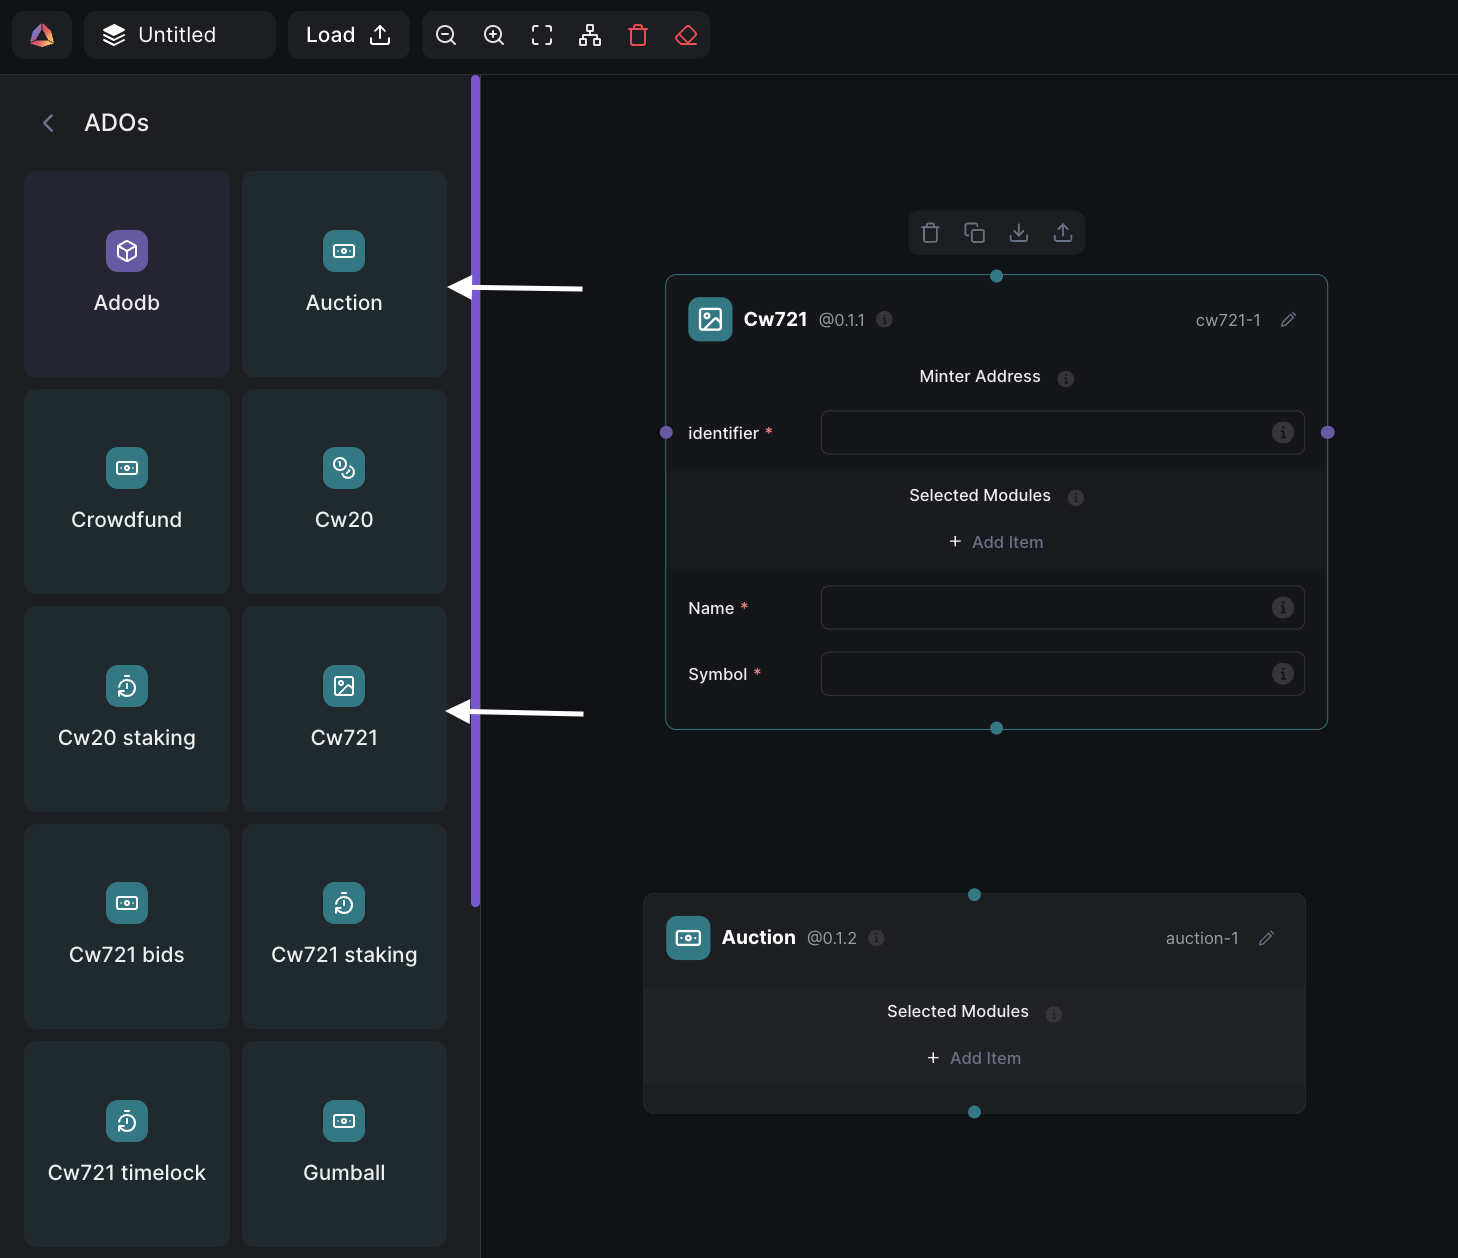 Untitled
Load
ADOs
Adodb
Auction
Crowdfund
Cw20
Cw20 staking
Cw721
Cw721 bids
Cw721 staking
Cw721 timelock
Gumball
Cw721 @0.1.1 cw721-1
Minter Address
identifier *
Selected Modules
+ Add Item
Name *
Symbol *
Auction @0.1.2 auction-1
Selected Modules
+ Add Item